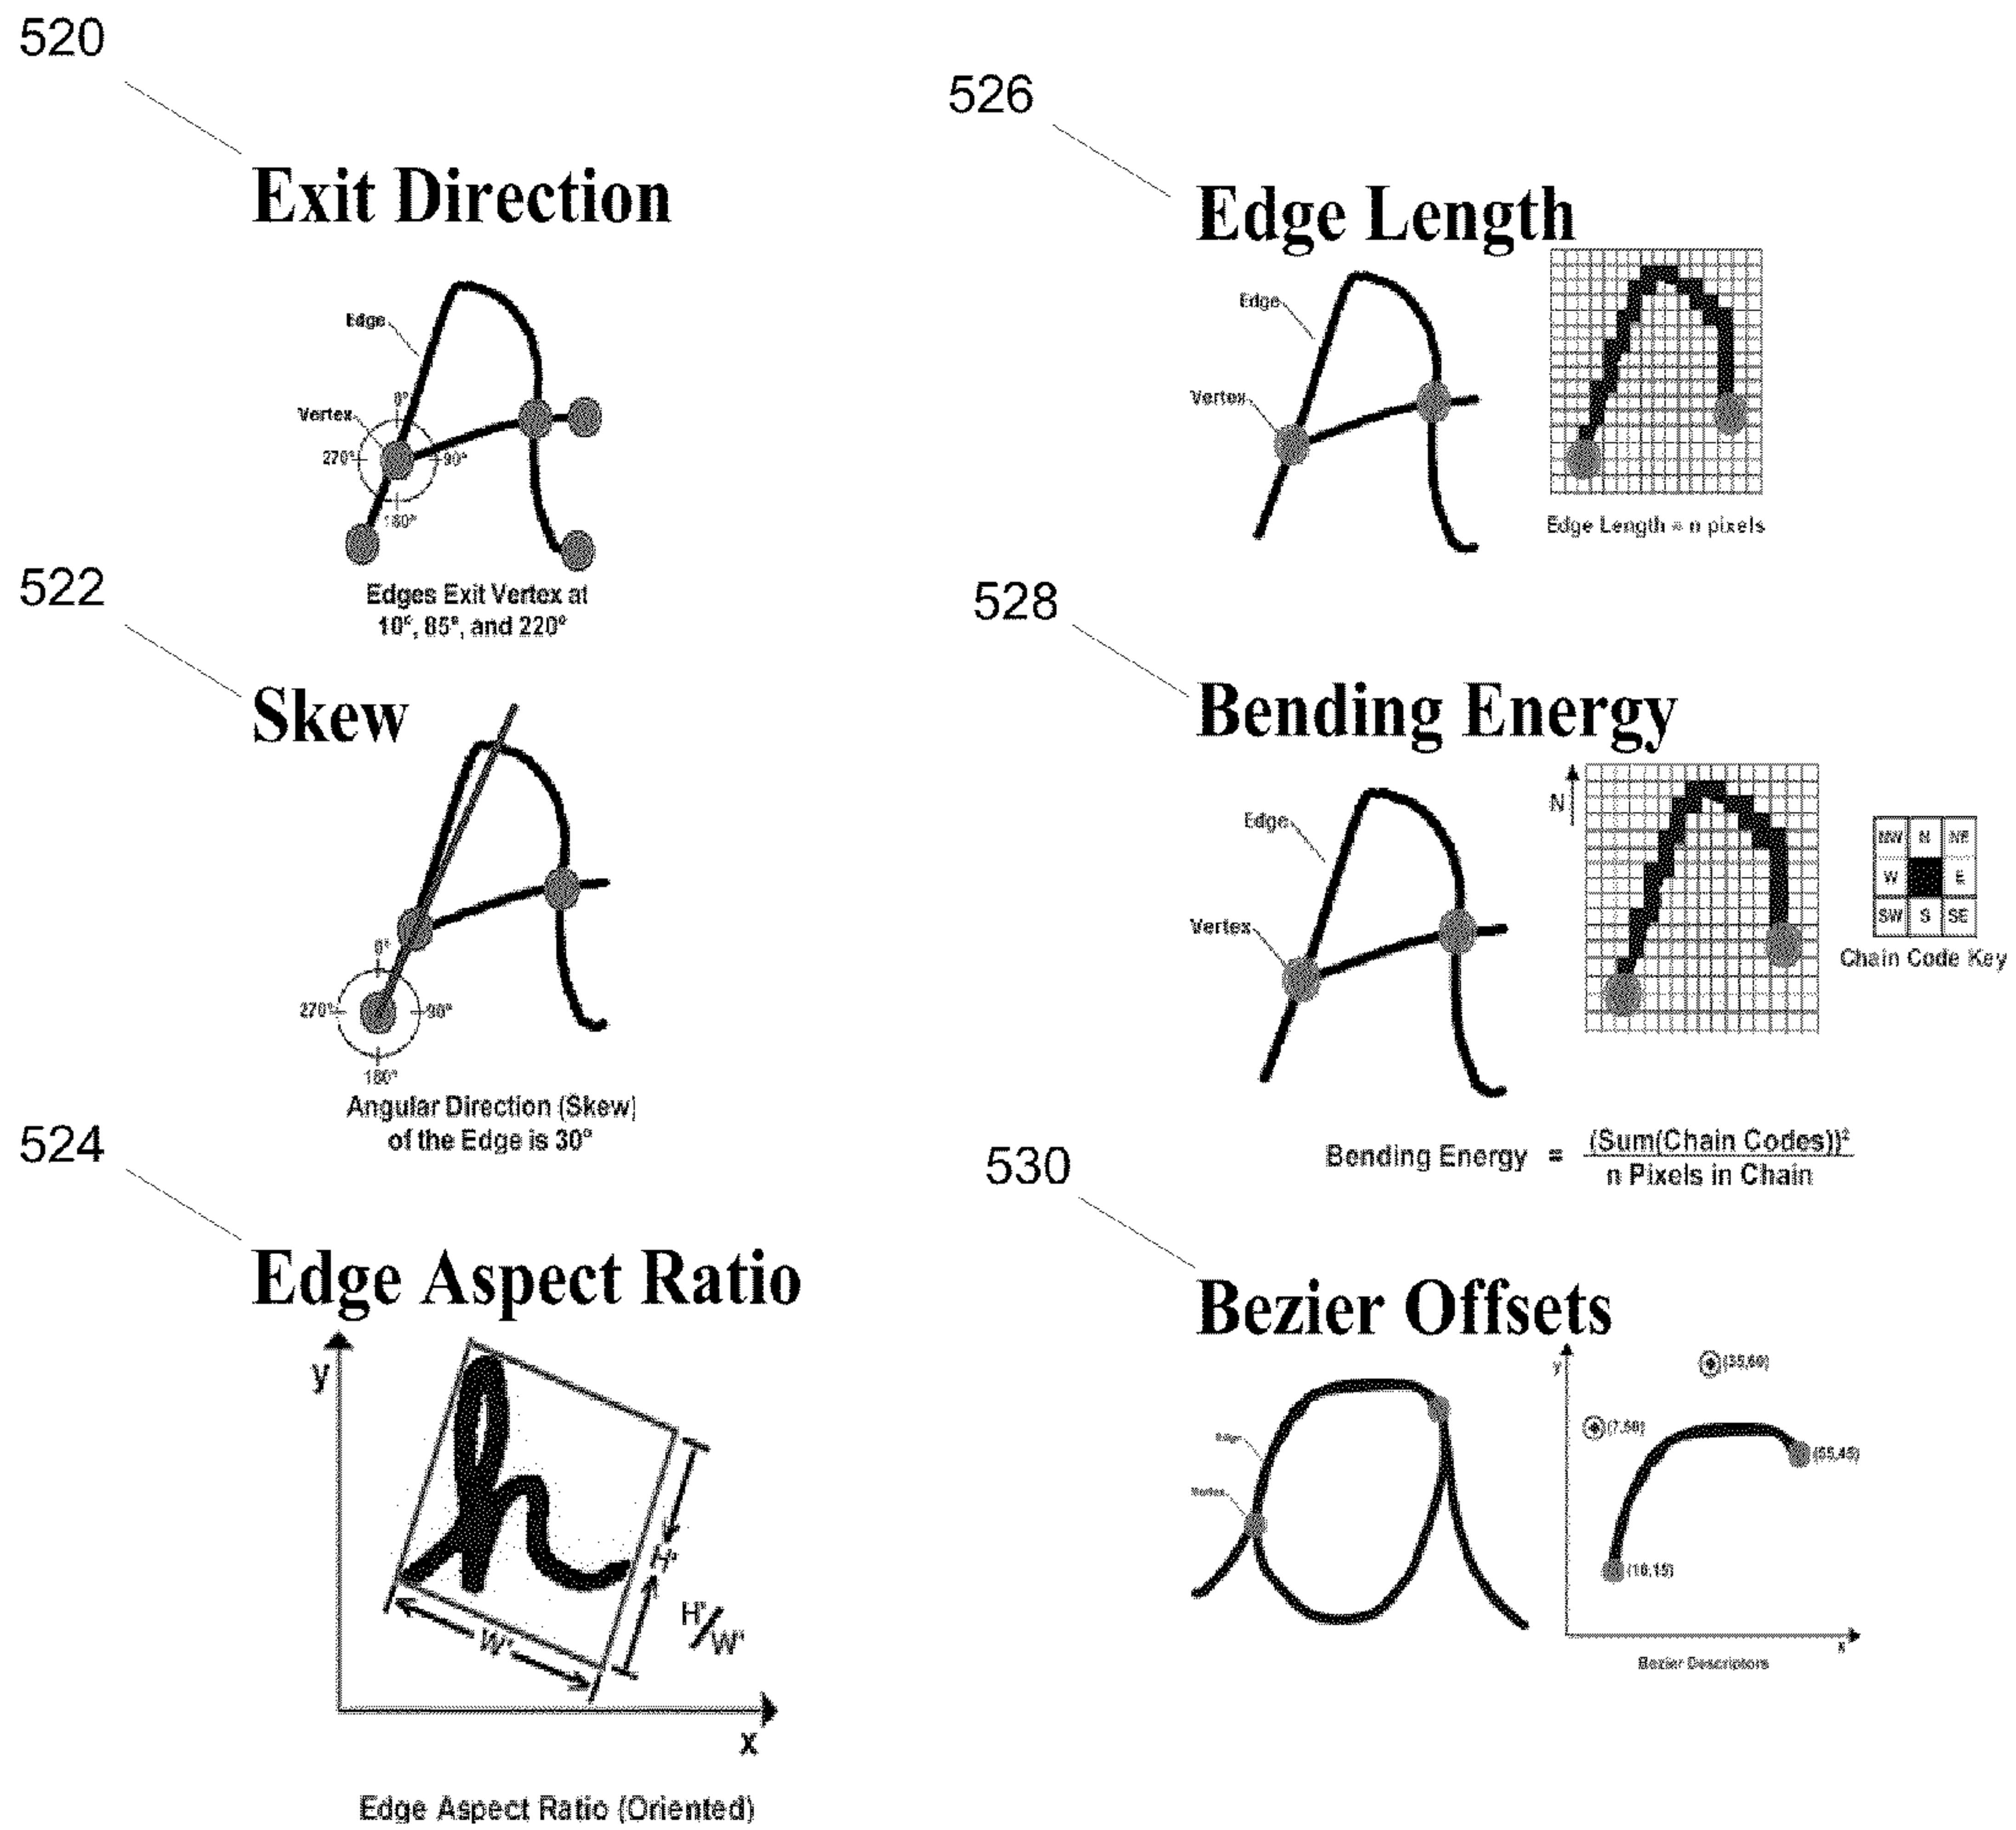 520
Exit Direction
Edge
Vertex
0°
270°
90°
180°
Edges Exit Vertex at
10°, 85°, and 220°
522
Skew
0°
270°
90°
180°
Angular Direction (Skew)
of the Edge is 30°
524
Edge Aspect Ratio
y
H'
W'
H'/W'
x
Edge Aspect Ratio (Oriented)
526
Edge Length
Edge
Vertex
Edge Length = n pixels
528
Bending Energy
Edge
Vertex
N
NW N NE
W E
SW S SE
Chain Code Key
Bending Energy = (Sum(Chain Codes))²
n Pixels in Chain
530
Bezier Offsets
Edge
Vertex
y
(35,60)
(7,50)
(55,45)
(10,15)
x
Bezier Descriptors